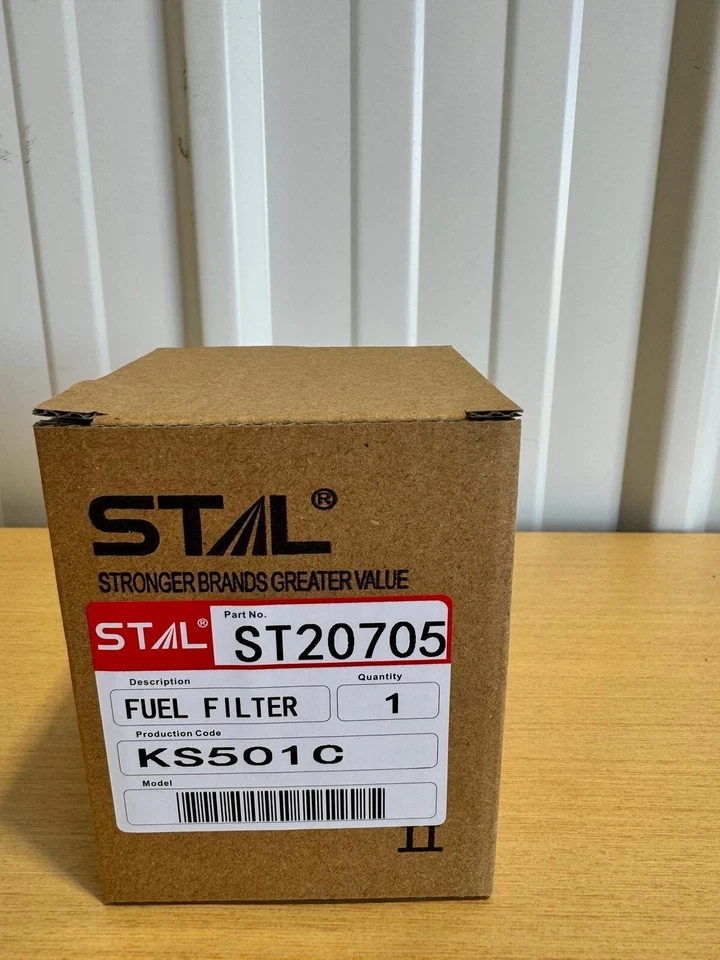 STAL®
STRONGER BRANDS GREATER VALUE
STAL®
Part No.
ST20705
Description
Quantity
FUEL FILTER
1
Production Code
KS501C
Model